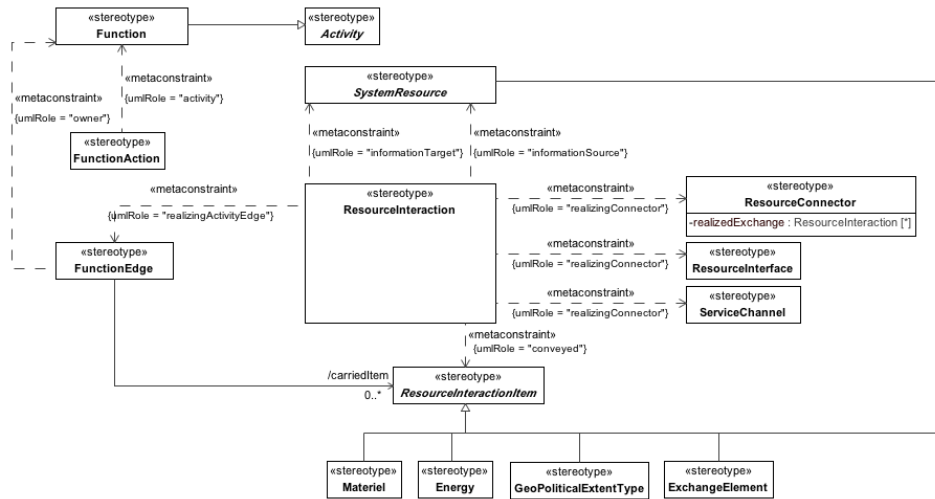 «stereotype»
Function
«stereotype»
Activity
«metaconstraint»
{umlRole = "owner"}
«metaconstraint»
{umlRole = "activity"}
«stereotype»
FunctionAction
«stereotype»
SystemResource
«metaconstraint»
{umlRole = "informationTarget"}
«metaconstraint»
{umlRole = "informationSource"}
«metaconstraint»
{umlRole = "realizingActivityEdge"}
«stereotype»
ResourceInteraction
«metaconstraint»
{umlRole = "realizingConnector"}
«stereotype»
ResourceConnector
-realizedExchange : ResourceInteraction [*]
«stereotype»
FunctionEdge
«metaconstraint»
{umlRole = "realizingConnector"}
«stereotype»
ResourceInterface
«metaconstraint»
{umlRole = "realizingConnector"}
«stereotype»
ServiceChannel
«metaconstraint»
{umlRole = "conveyed"}
/carriedItem
0..*
«stereotype»
ResourceInteractionItem
«stereotype»
Materiel
«stereotype»
Energy
«stereotype»
GeoPoliticalExtentType
«stereotype»
ExchangeElement